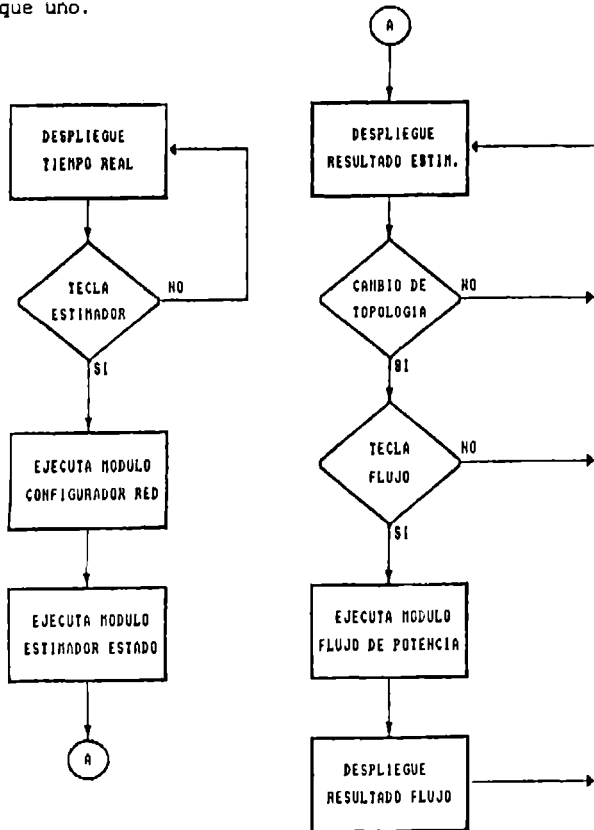 que uno.
DESPLIEGUE
TIEMPO REAL
TECLA
ESTIMADOR
NO
SI
EJECUTA MODULO
CONFIGURADOR RED
EJECUTA MODULO
ESTIMADOR ESTADO
A
A
DESPLIEGUE
RESULTADO ESTIM.
CAMBIO DE
TOPOLOGIA
NO
SI
TECLA
FLUJO
NO
SI
EJECUTA MODULO
FLUJO DE POTENCIA
DESPLIEGUE
RESULTADO FLUJO